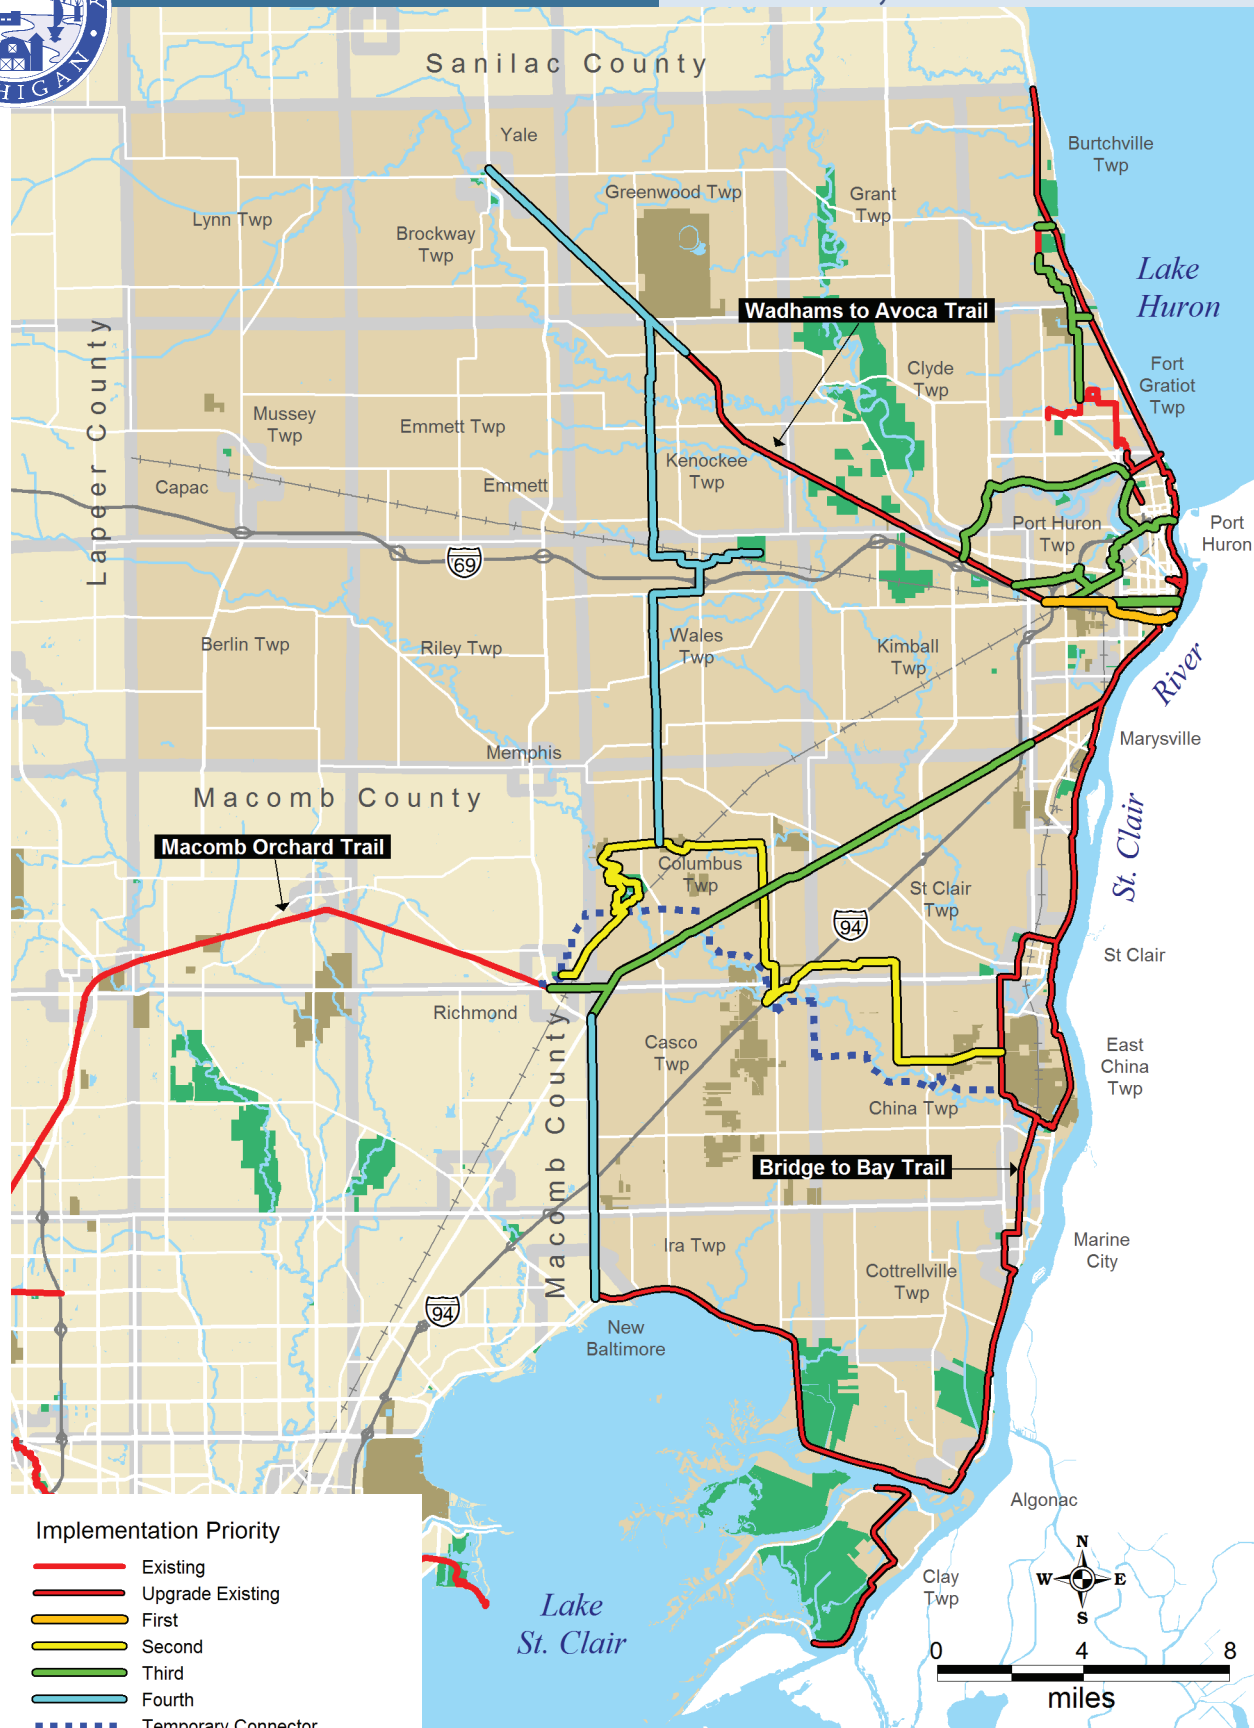 HIGAN
Sanilac County
Yale
Burtchville
Twp
Greenwood Twp
Grant
Twp
Lynn Twp
Brockway
Twp
Lake
Huron
Wadhams to Avoca Trail
Lapeer County
Clyde
Twp
Fort
Gratiot
Twp
Mussey
Twp
Emmett Twp
Kenockee
Twp
Capac
Emmett
Port Huron
Twp
Port
Huron
69
Berlin Twp
Riley Twp
Wales
Twp
Kimball
Twp
River
Memphis
Marysville
Macomb County
Macomb Orchard Trail
St. Clair
Columbus
Twp
St Clair
Twp
94
St Clair
Richmond
Macomb County
Casco
Twp
East
China
Twp
China Twp
Bridge to Bay Trail
Ira Twp
Marine
City
Cottrellville
Twp
94
New
Baltimore
Algonac
N
W
E
S
Clay
Twp
Lake
St. Clair
0 4 8
miles
Implementation Priority
Existing
Upgrade Existing
First
Second
Third
Fourth
Temporary Connector